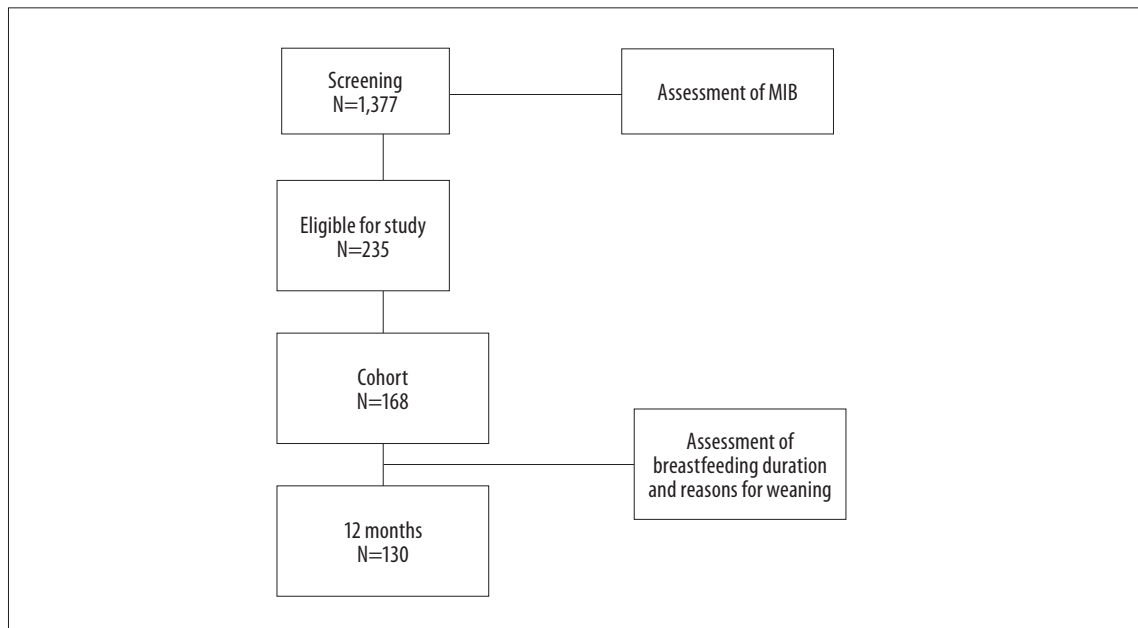 Screening
N=1,377
Assessment of MIB
Eligible for study
N=235
Cohort
N=168
Assessment of
breastfeeding duration
and reasons for weaning
12 months
N=130